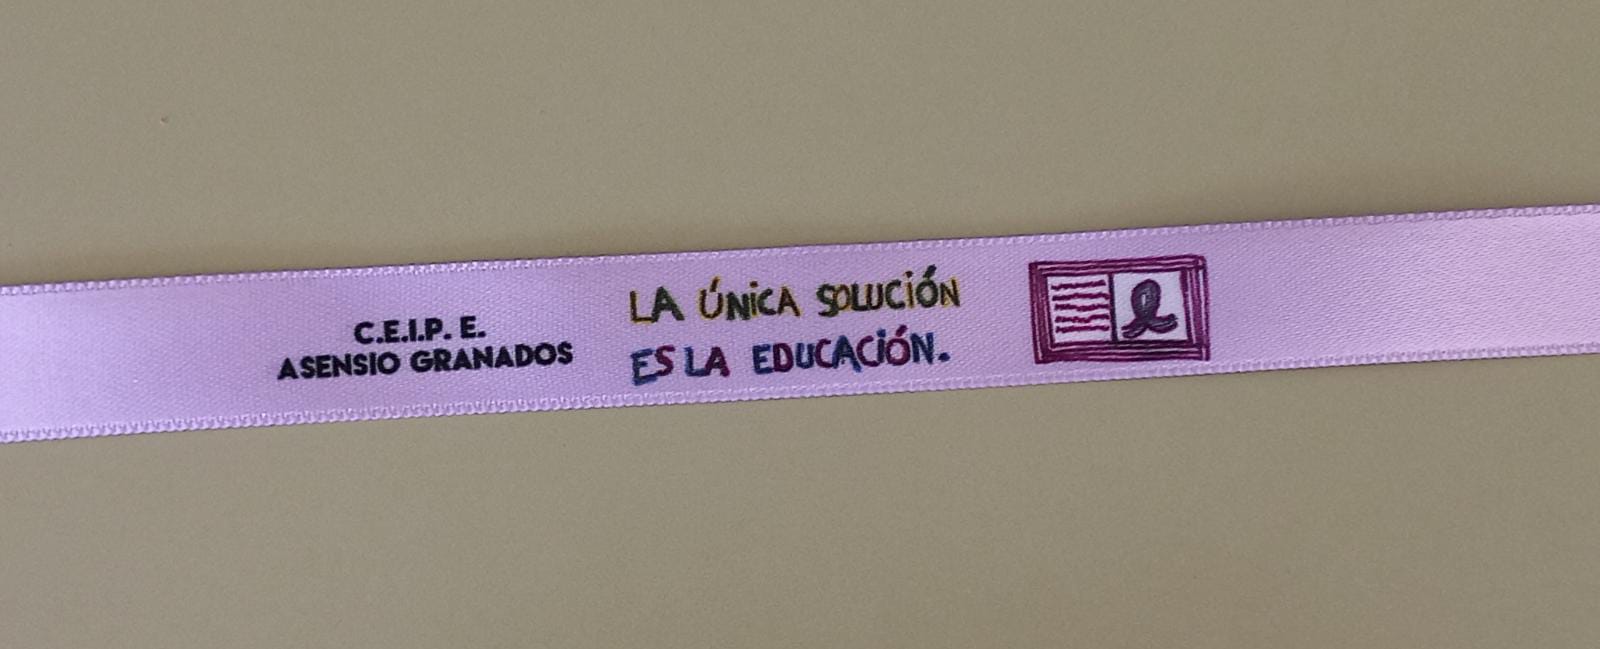 C.E.I.P. E.
ASENSIO GRANADOS
LA ÚNICA SOLUCIÓN
ES LA EDUCACIÓN.